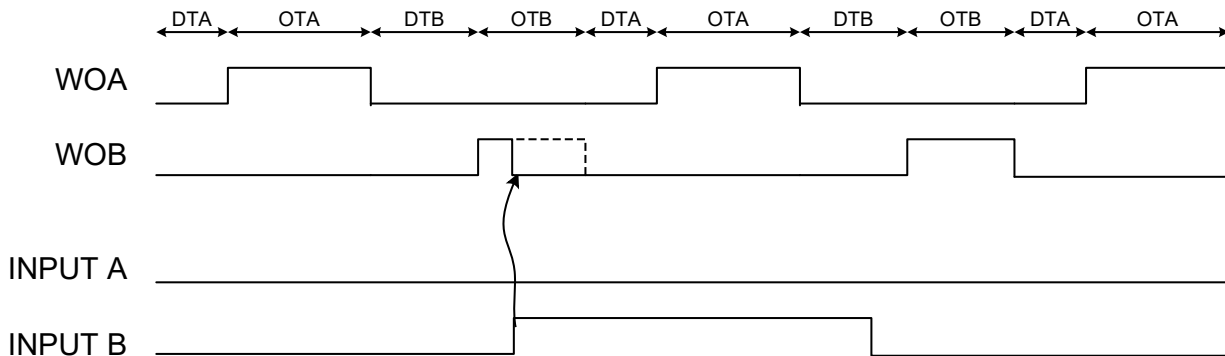 DTA OTA DTB OTB DTA OTA DTB OTB DTA OTA
WOA
WOB
INPUT A
INPUT B